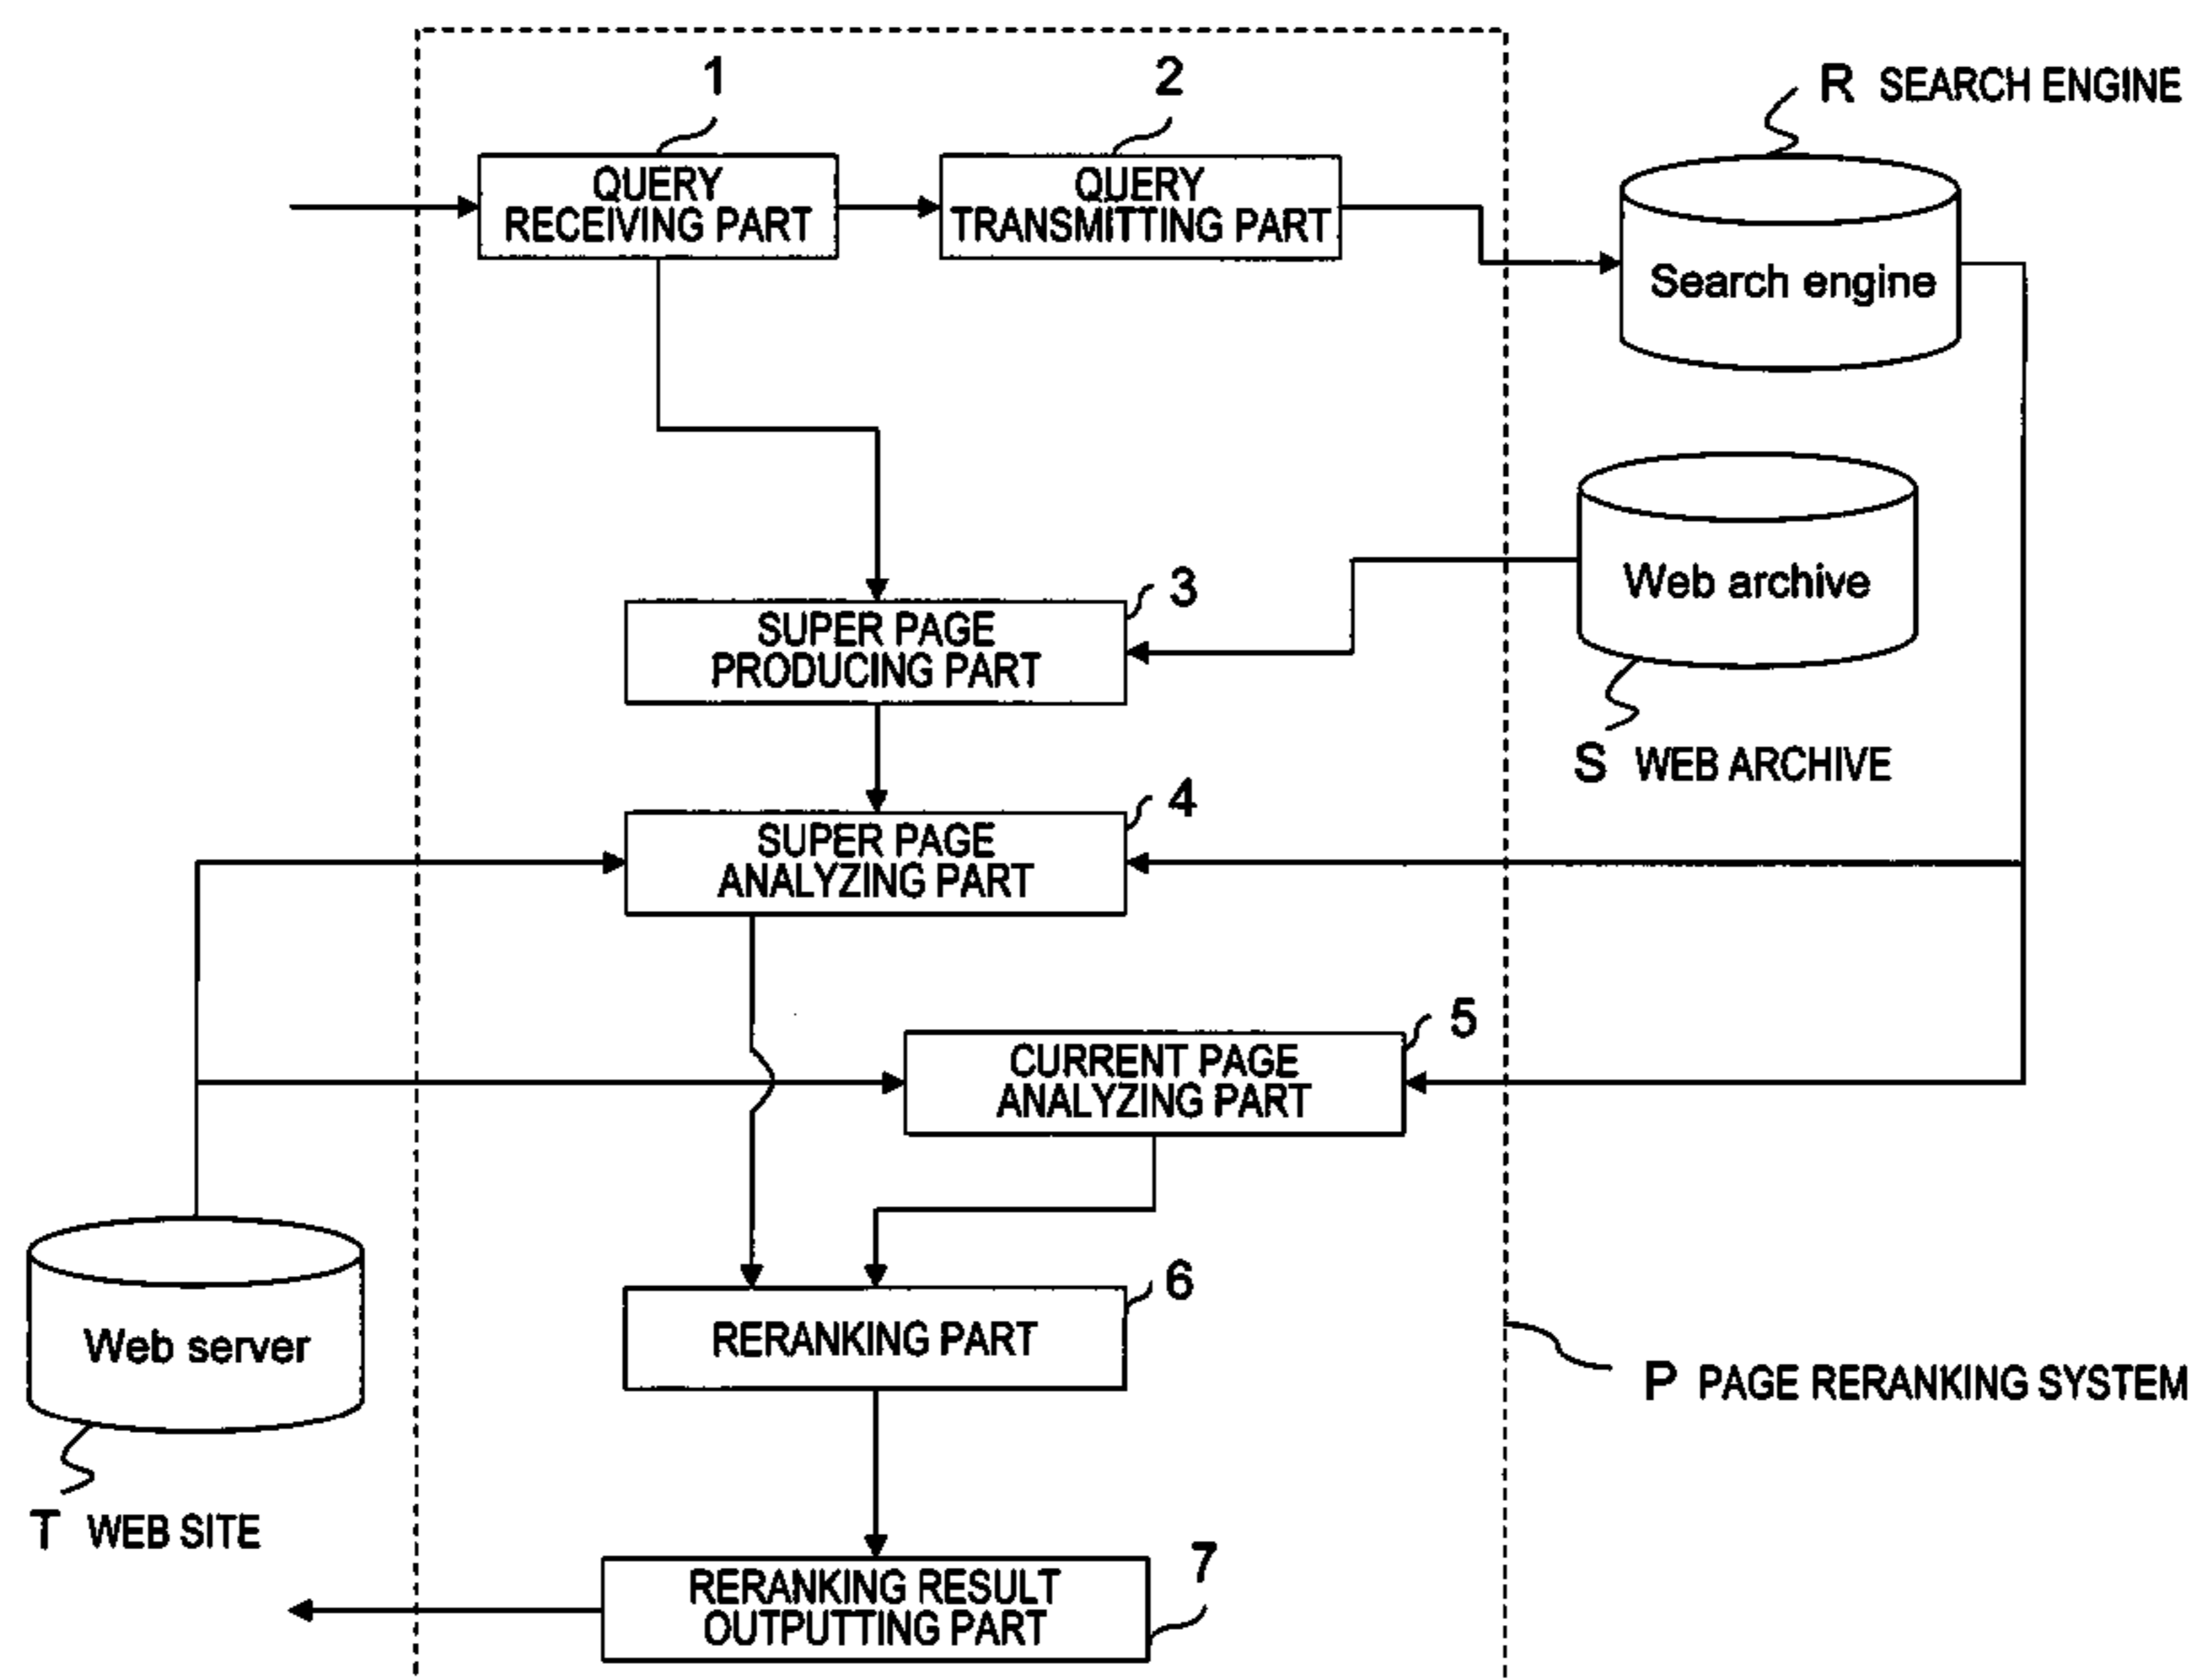 1
2
R SEARCH ENGINE
QUERY
RECEIVING PART
QUERY
TRANSMITTING PART
Search engine
3
SUPER PAGE
PRODUCING PART
Web archive
S WEB ARCHIVE
4
SUPER PAGE
ANALYZING PART
5
CURRENT PAGE
ANALYZING PART
6
RERANKING PART
Web server
P PAGE RERANKING SYSTEM
T WEB SITE
7
RERANKING RESULT
OUTPUTTING PART